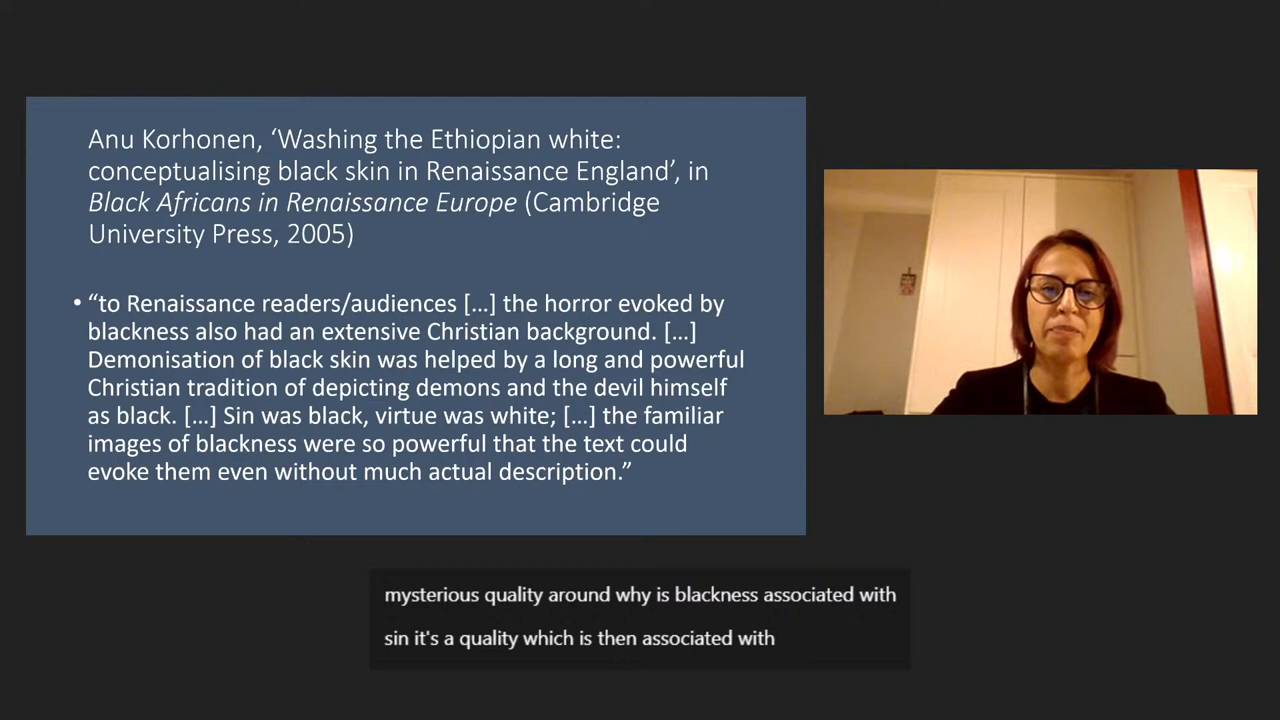 Anu Korhonen, ‘Washing the Ethiopian white:
conceptualising black skin in Renaissance England’, in
Black Africans in Renaissance Europe (Cambridge
University Press, 2005)
• “to Renaissance readers/audiences […] the horror evoked by
blackness also had an extensive Christian background. […]
Demonisation of black skin was helped by a long and powerful
Christian tradition of depicting demons and the devil himself
as black. […] Sin was black, virtue was white; […] the familiar
images of blackness were so powerful that the text could
evoke them even without much actual description.”
mysterious quality around why is blackness associated with
sin it's a quality which is then associated with